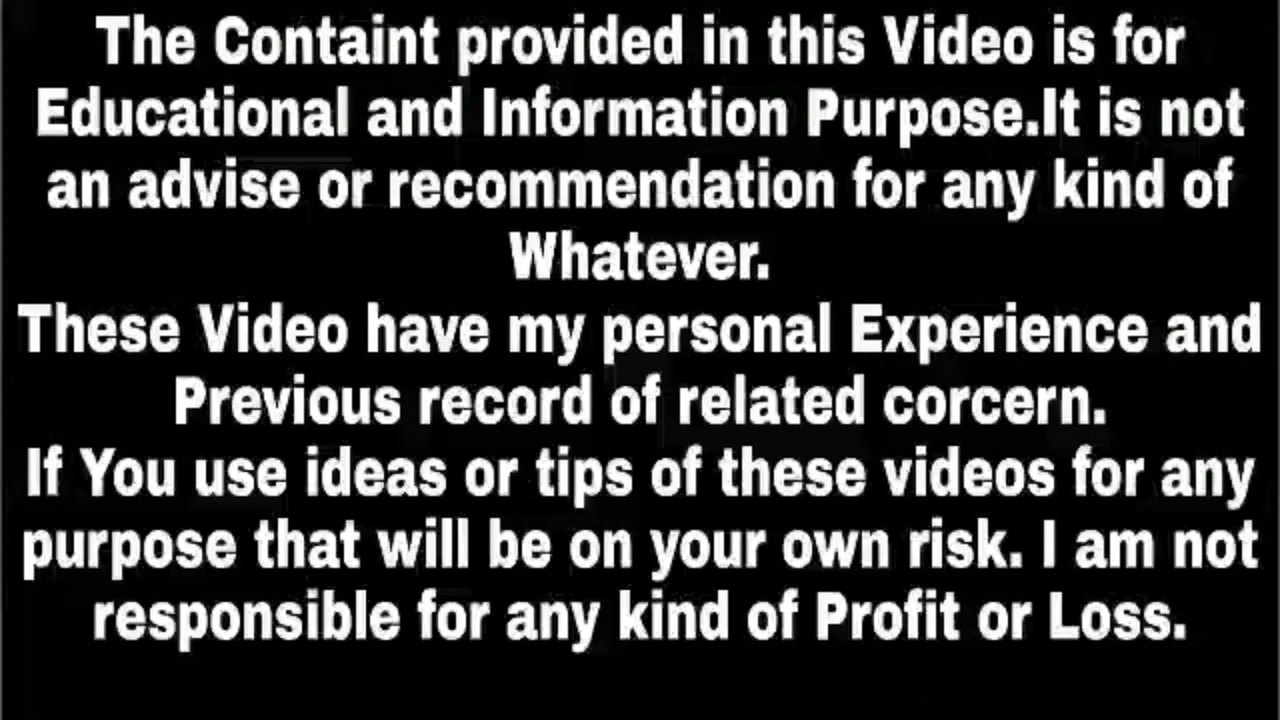 The Containt provided in this Video is for
Educational and Information Purpose.It is not
an advise or recommendation for any kind of
Whatever.
These Video have my personal Experience and
Previous record of related corcern.
If You use ideas or tips of these videos for any
purpose that will be on your own risk. I am not
responsible for any kind of Profit or Loss.